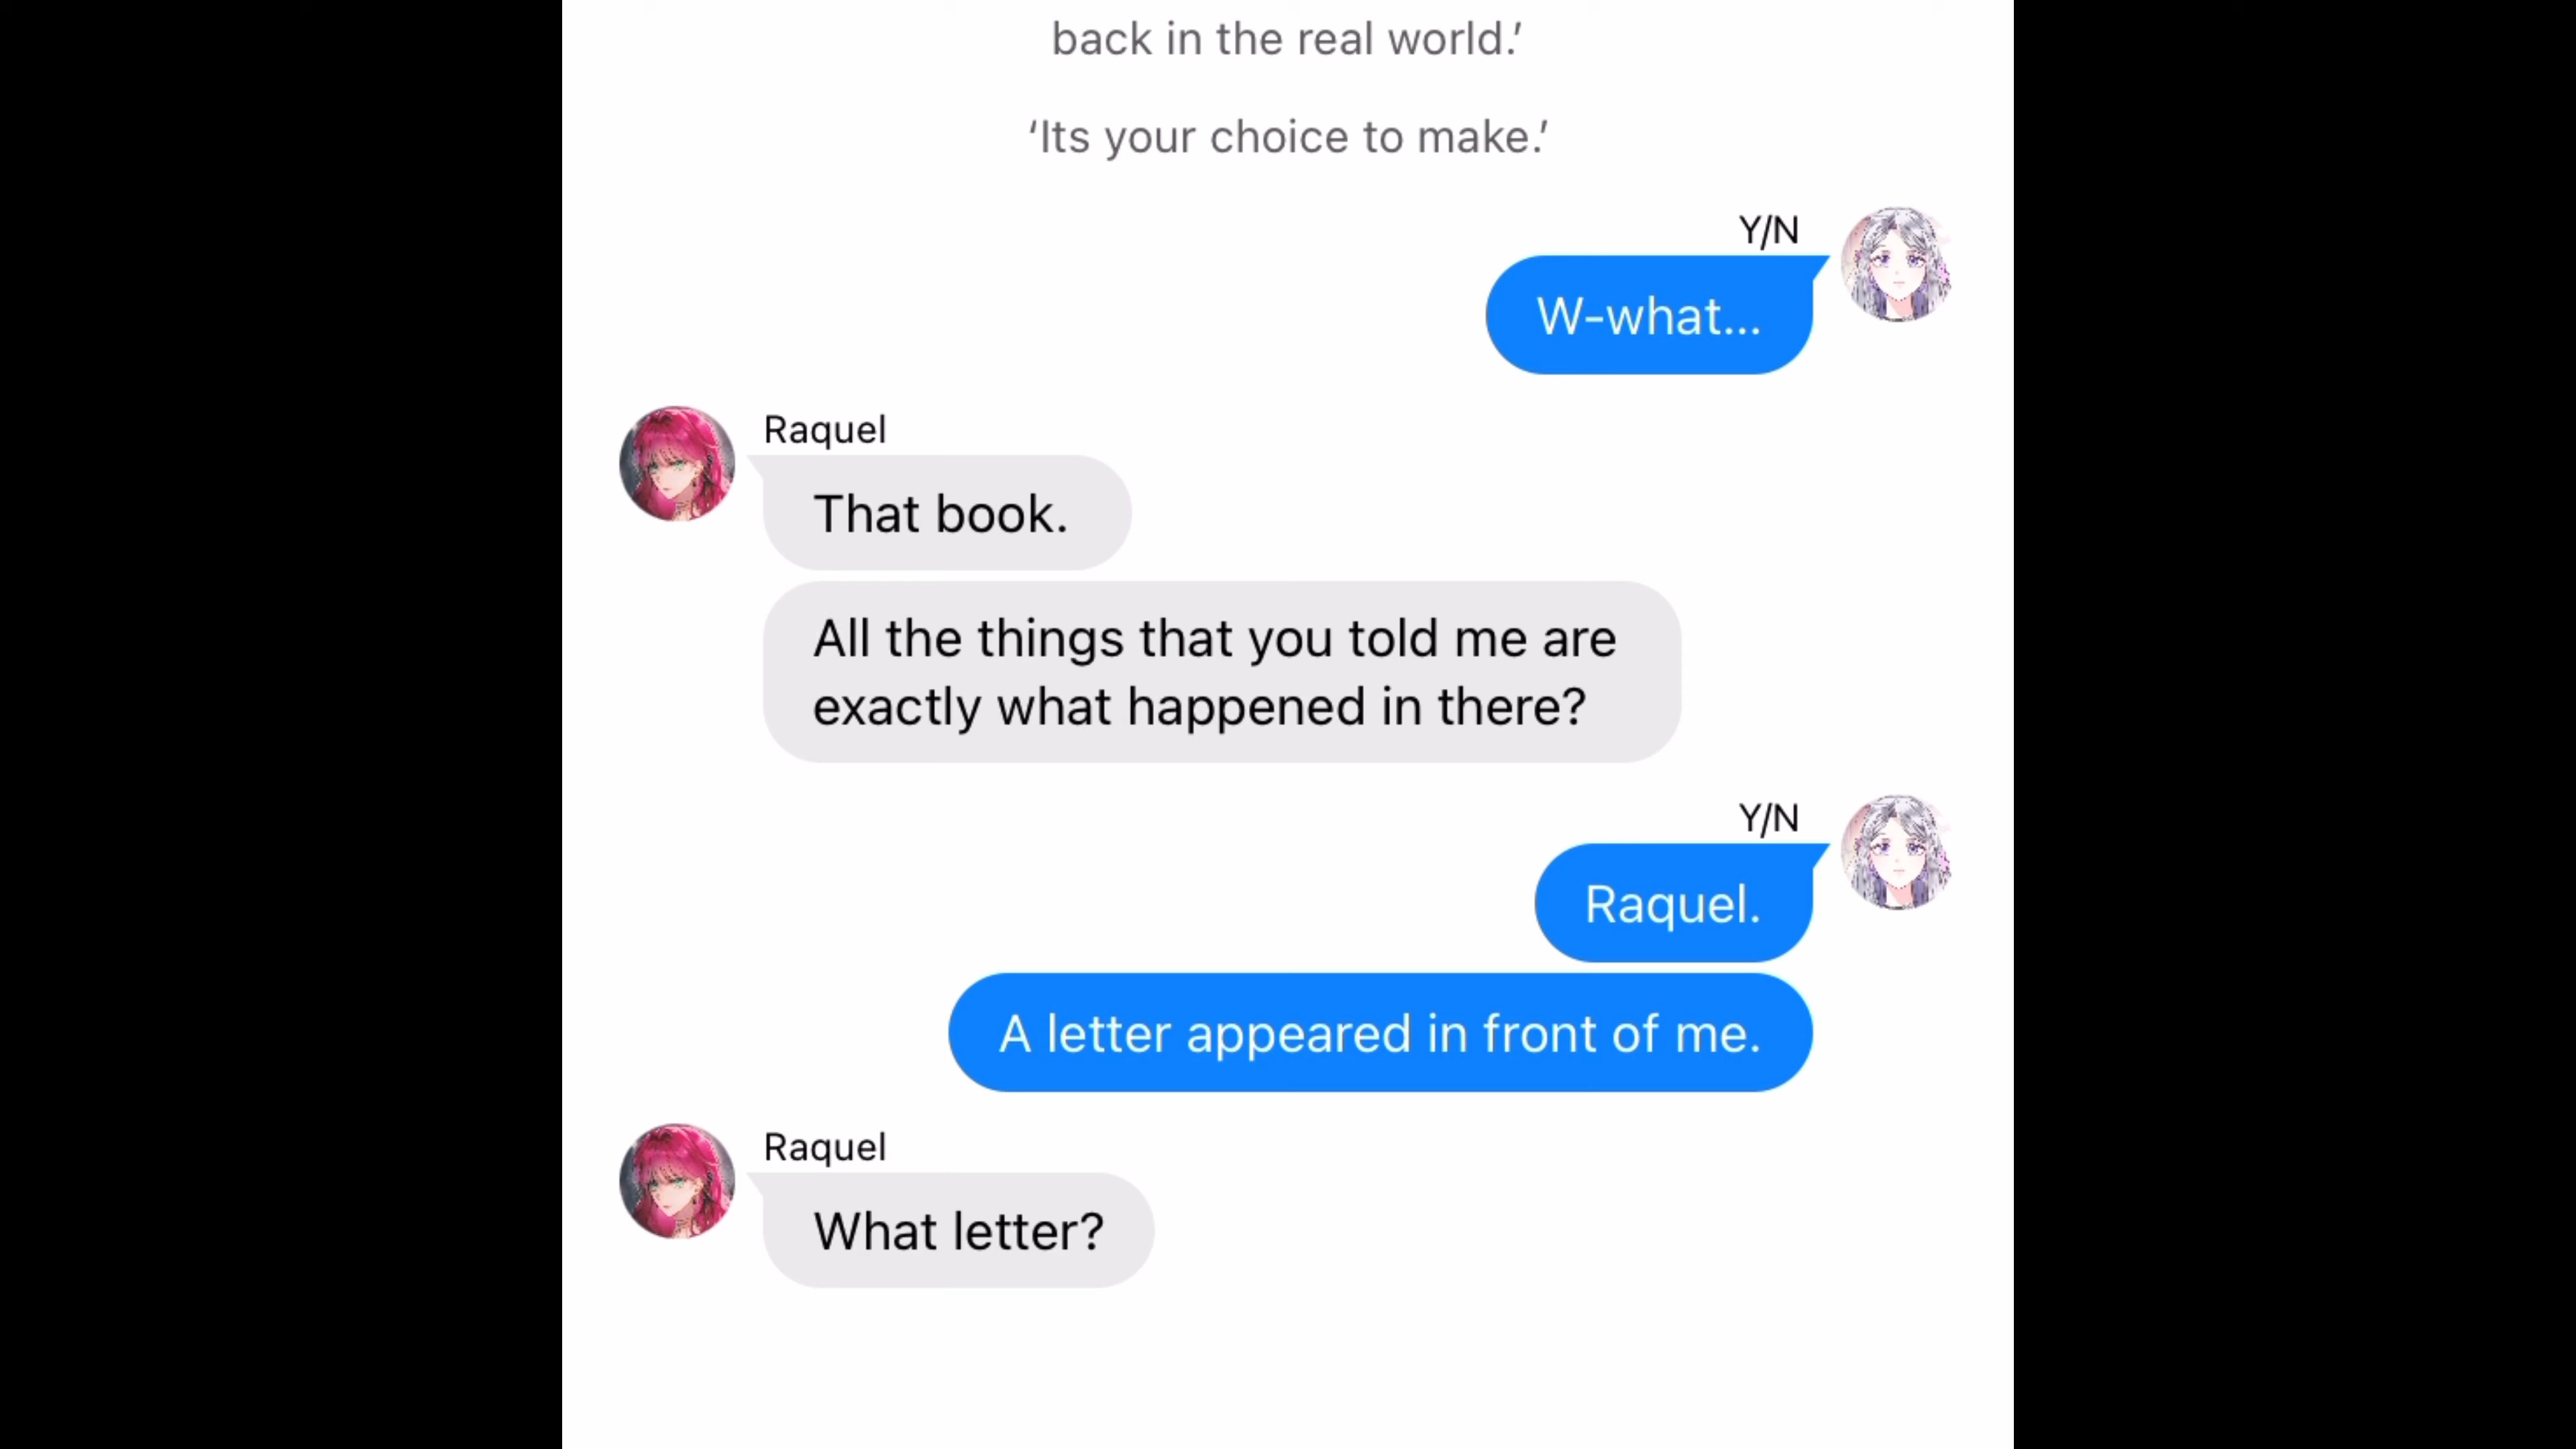 back in the real world.’
‘Its your choice to make.’
Y/N
W-what...
Raquel
That book.
All the things that you told me are
exactly what happened in there?
Y/N
Raquel.
A letter appeared in front of me.
Raquel
What letter?